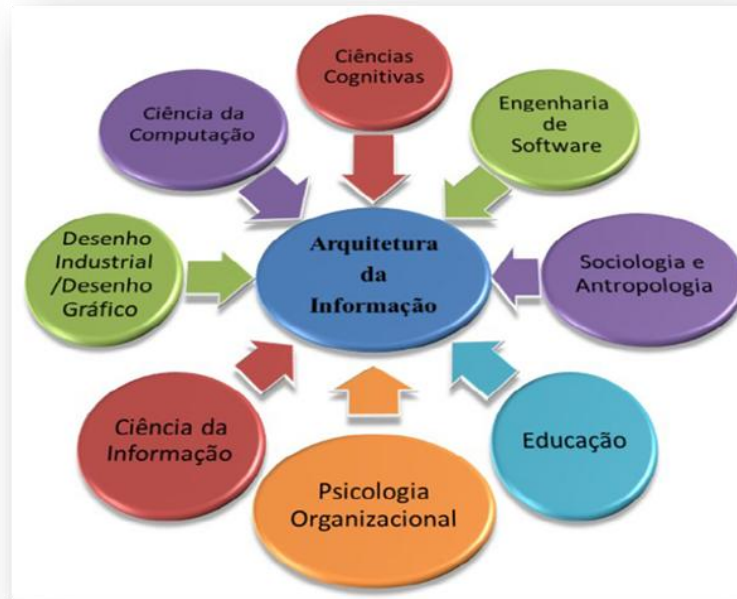 Ciências
Cognitivas
Ciência da
Computação
Engenharia
de
Software
Desenho
Industrial
/Desenho
Gráfico
Arquitetura
da
Informação
Sociologia e
Antropologia
Ciência da
Informação
Psicologia
Organizacional
Educação